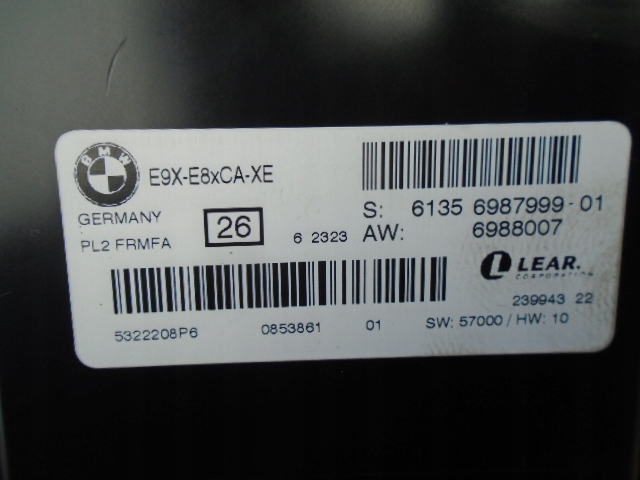 BMW
E9X-E8xCA-XE
GERMANY
PL2 FRMFA
26
6 2323
S: 6135 6987999-01
AW: 6988007
LEAR.
CORPORATION
239943 22
5322208P6 0853861 01 SW: 57000 / HW: 10